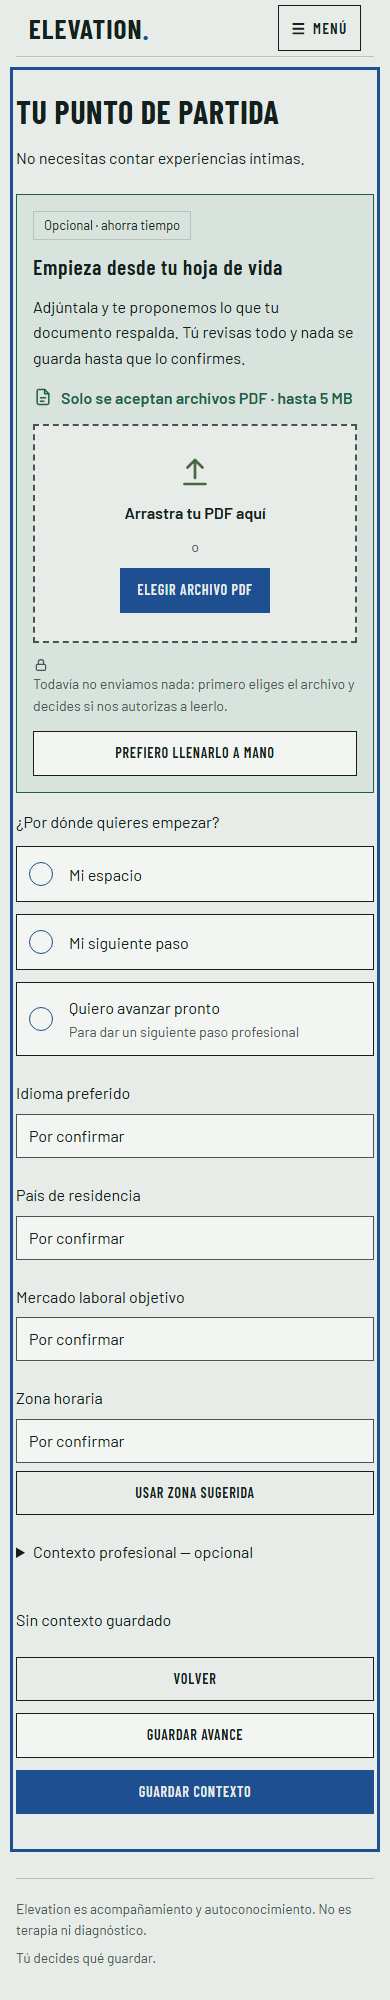 ELEVATION.
☰ MENÚ
TU PUNTO DE PARTIDA
No necesitas contar experiencias íntimas.
Opcional · ahorra tiempo
Empieza desde tu hoja de vida
Adjúntala y te proponemos lo que tu
documento respalda. Tú revisas todo y nada se
guarda hasta que lo confirmes.
Solo se aceptan archivos PDF · hasta 5 MB
Arrastra tu PDF aquí
o
ELEGIR ARCHIVO PDF
Todavía no enviamos nada: primero eliges el archivo y
decides si nos autorizas a leerlo.
PREFIERO LLENARLO A MANO
¿Por dónde quieres empezar?
Mi espacio
Mi siguiente paso
Quiero avanzar pronto
Para dar un siguiente paso profesional
Idioma preferido
Por confirmar
País de residencia
Por confirmar
Mercado laboral objetivo
Por confirmar
Zona horaria
Por confirmar
USAR ZONA SUGERIDA
Contexto profesional — opcional
Sin contexto guardado
VOLVER
GUARDAR AVANCE
GUARDAR CONTEXTO
Elevation es acompañamiento y autoconocimiento. No es
terapia ni diagnóstico.
Tú decides qué guardar.